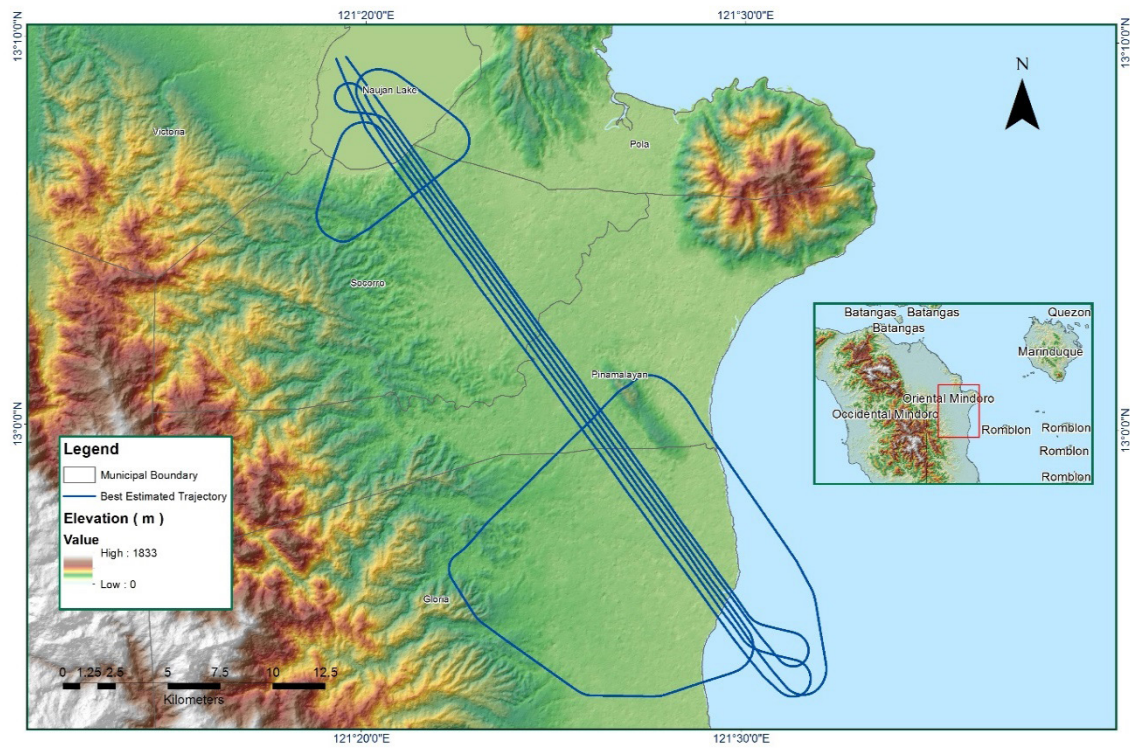 121°20'0"E
121°30'0"E
13°10'0"N
13°10'0"N
N
Naujan Lake
Victoria
Pola
Socorro
Batangas
Batangas
Quezon
Batangas
Marinduque
Pinamalayan
Oriental Mindoro
Occidental Mindoro
Romblon
Romblon
Romblon
Romblon
13°0'0"N
13°0'0"N
Legend
Municipal Boundary
Best Estimated Trajectory
Elevation ( m )
Value
High : 1833
Low : 0
Gloria
0 1.25 2.5 5 7.5 10 12.5
Kilometers
121°20'0"E
121°30'0"E